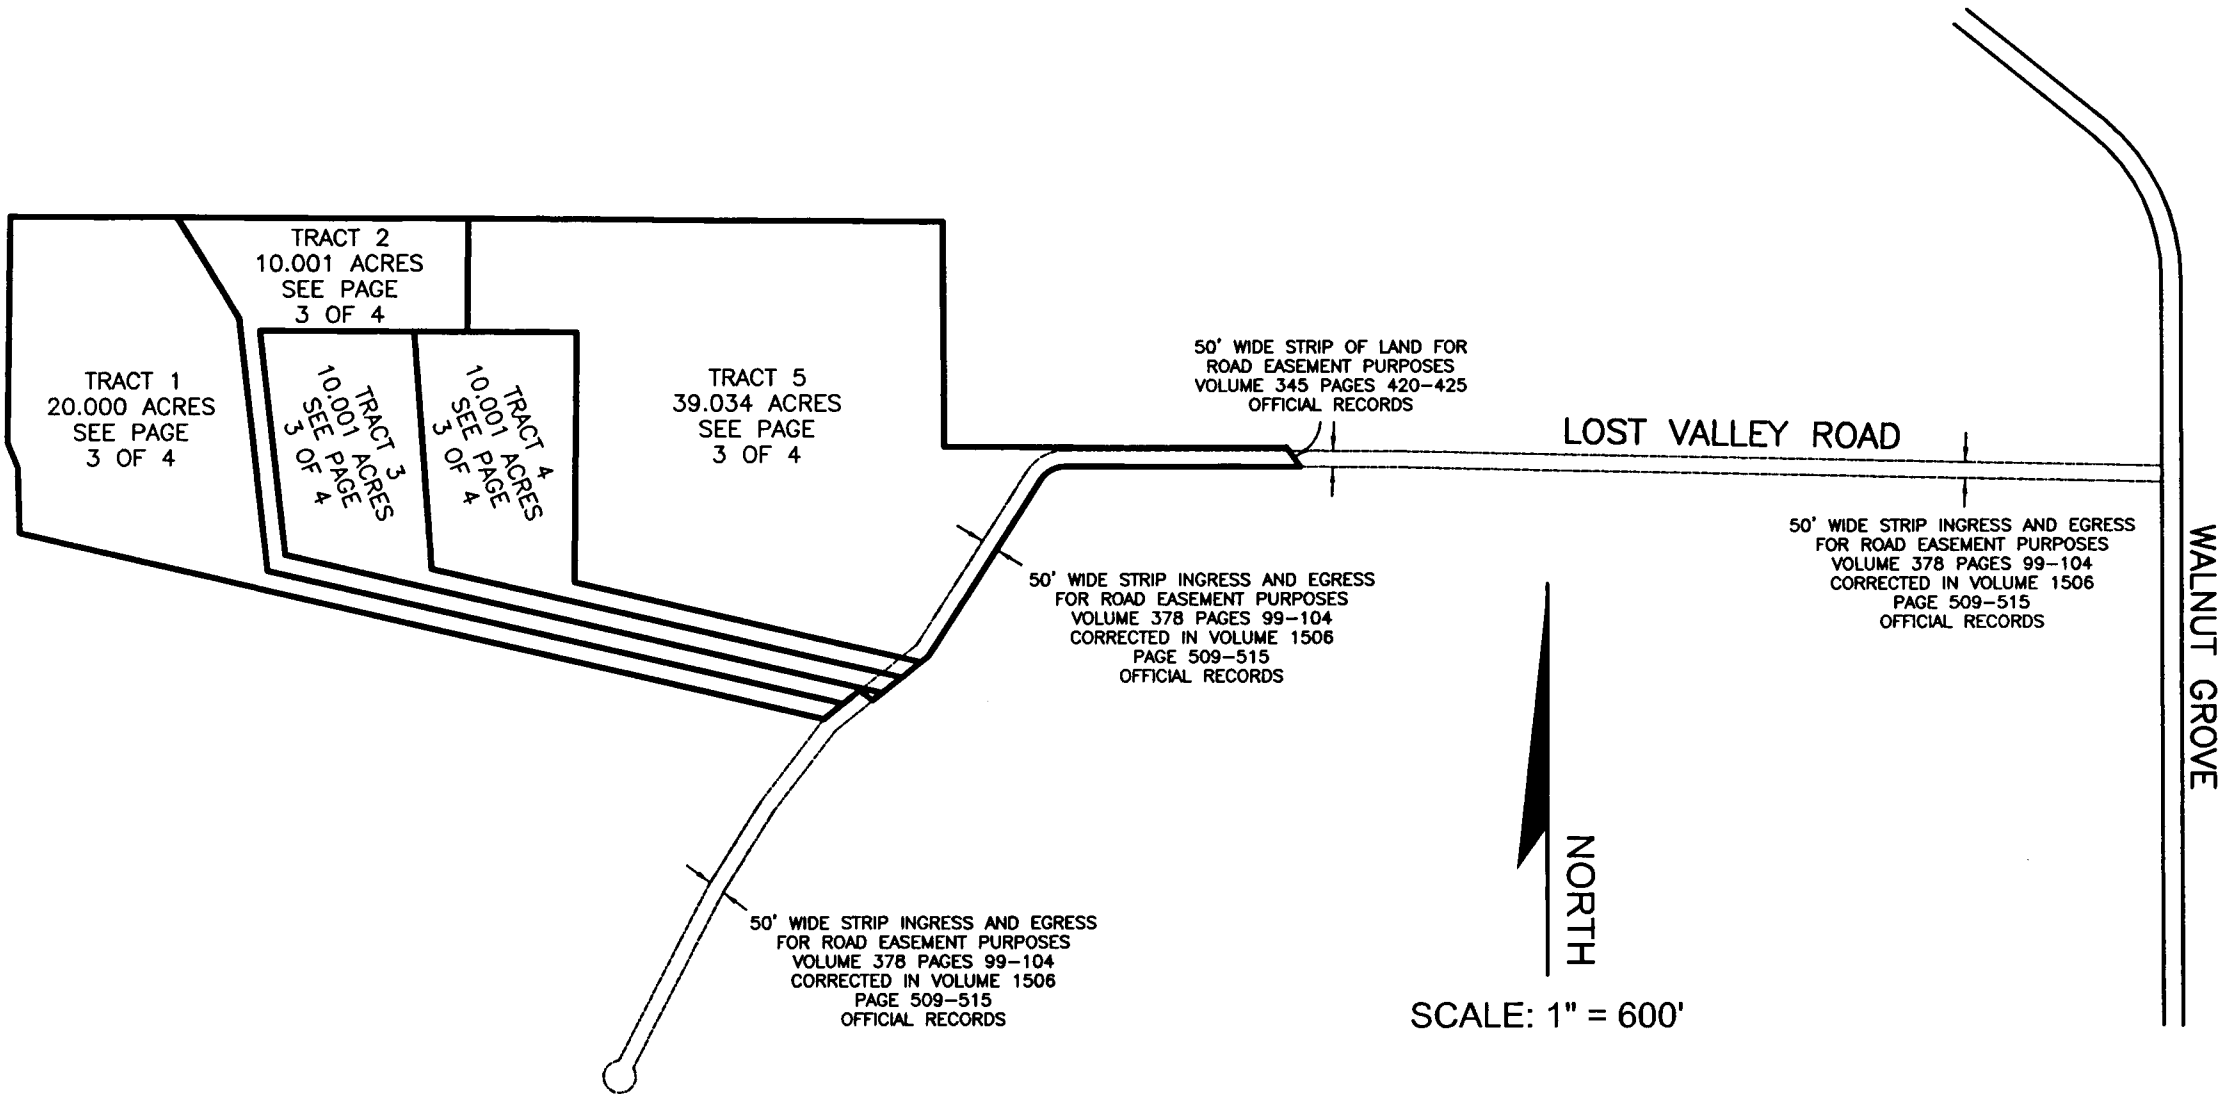 TRACT 2
10.001 ACRES
SEE PAGE
3 OF 4
TRACT 1
20.000 ACRES
SEE PAGE
3 OF 4
TRACT 3
10.001 ACRES
SEE PAGE
3 OF 4
TRACT 4
10.001 ACRES
SEE PAGE
3 OF 4
TRACT 5
39.034 ACRES
SEE PAGE
3 OF 4
50' WIDE STRIP OF LAND FOR
ROAD EASEMENT PURPOSES
VOLUME 345 PAGES 420-425
OFFICIAL RECORDS
LOST VALLEY ROAD
50' WIDE STRIP INGRESS AND EGRESS
FOR ROAD EASEMENT PURPOSES
VOLUME 378 PAGES 99-104
CORRECTED IN VOLUME 1506
PAGE 509-515
OFFICIAL RECORDS
WALNUT GROVE
50' WIDE STRIP INGRESS AND EGRESS
FOR ROAD EASEMENT PURPOSES
VOLUME 378 PAGES 99-104
CORRECTED IN VOLUME 1506
PAGE 509-515
OFFICIAL RECORDS
50' WIDE STRIP INGRESS AND EGRESS
FOR ROAD EASEMENT PURPOSES
VOLUME 378 PAGES 99-104
CORRECTED IN VOLUME 1506
PAGE 509-515
OFFICIAL RECORDS
NORTH
SCALE: 1" = 600'